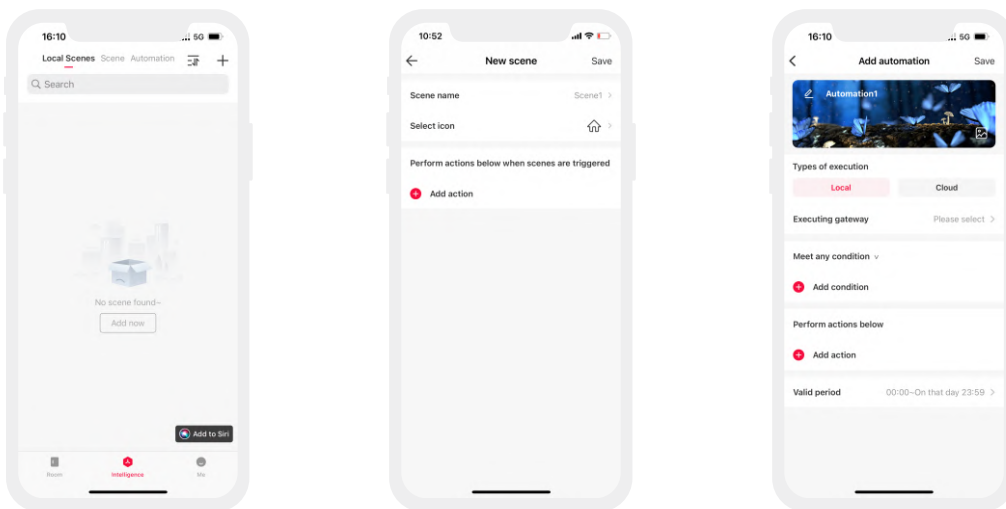 16:10
5G
Local Scenes Scene Automation
Search
No scene found~
Add now
Add to Siri
Room Intelligence Me
10:52
New scene Save
Scene name Scene1 >
Select icon >
Perform actions below when scenes are triggered
Add action
16:10
5G
Add automation Save
Automation1
Types of execution
Local Cloud
Executing gateway Please select >
Meet any condition
Add condition
Perform actions below
Add action
Valid period 00:00~On that day 23:59 >